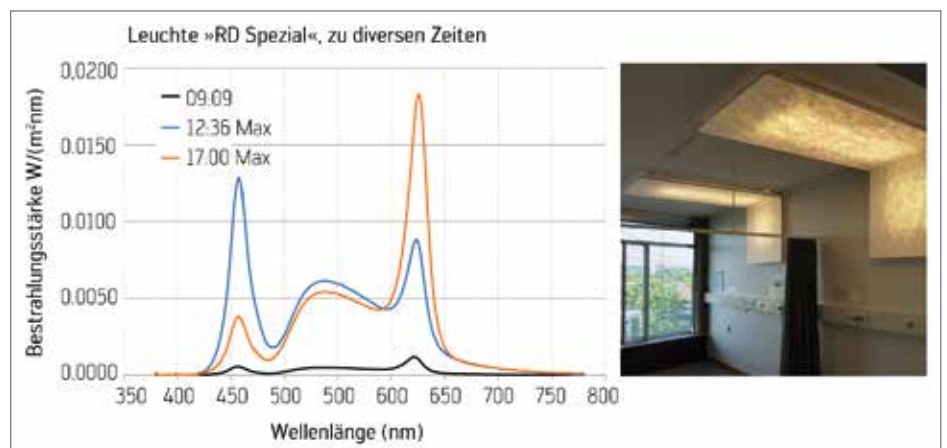 Leuchte »RD Spezial«, zu diversen Zeiten
Bestrahlungsstärke W/(m²nm)
0,0200
0.0150
0.0100
0.0050
0.0000
09:09
12:36 Max
17:00 Max
350 400 450 500 550 600 650 700 750 800
Wellenlänge (nm)